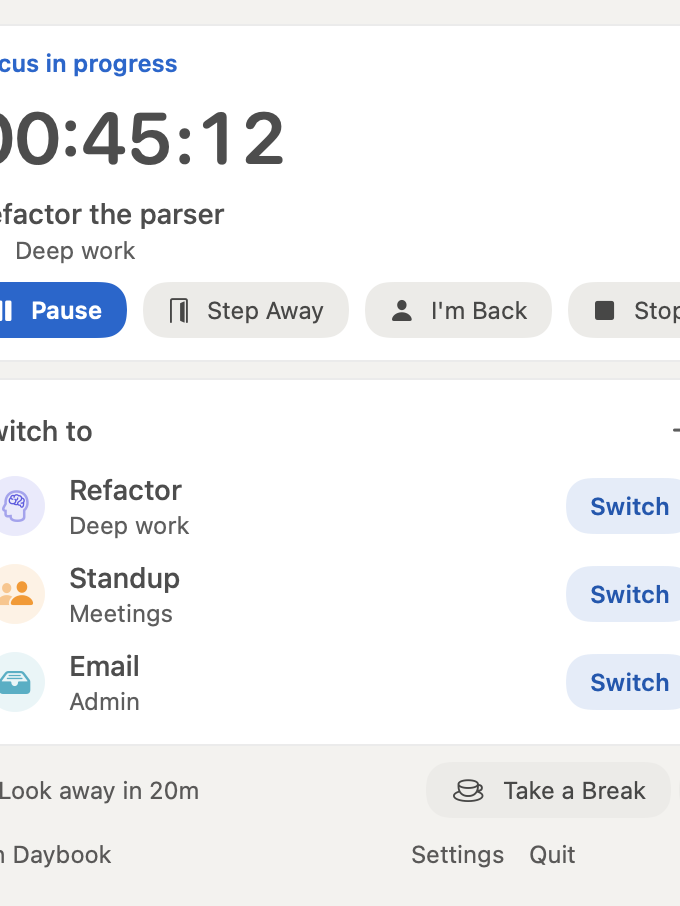 cus in progress
00:45:12
efactor the parser
Deep work
Pause Step Away I'm Back Stop
witch to
Refactor
Deep work
Switch
Standup
Meetings
Switch
Email
Admin
Switch
Look away in 20m Take a Break
n Daybook Settings Quit